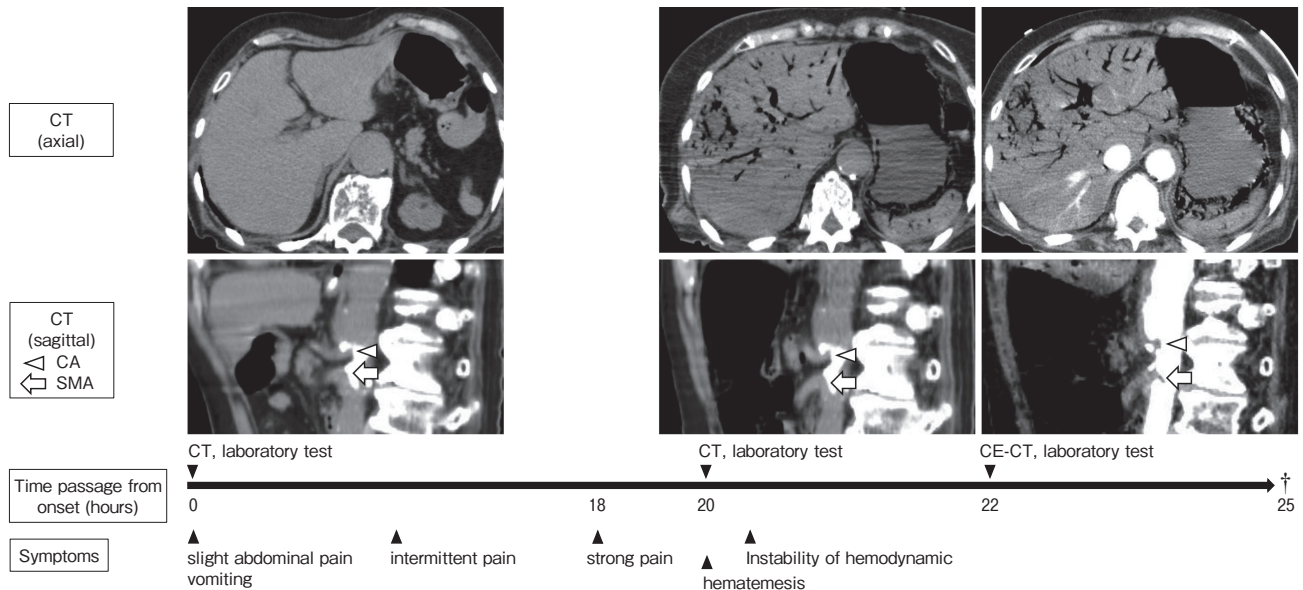 CT
(axial)
CT
(sagittal)
CA
SMA
CT, laboratory test
CT, laboratory test
CE-CT, laboratory test
Time passage from
onset (hours)
0
18
20
22
†
25
Symptoms
slight abdominal pain
vomiting
intermittent pain
strong pain
hematemesis
Instability of hemodynamic